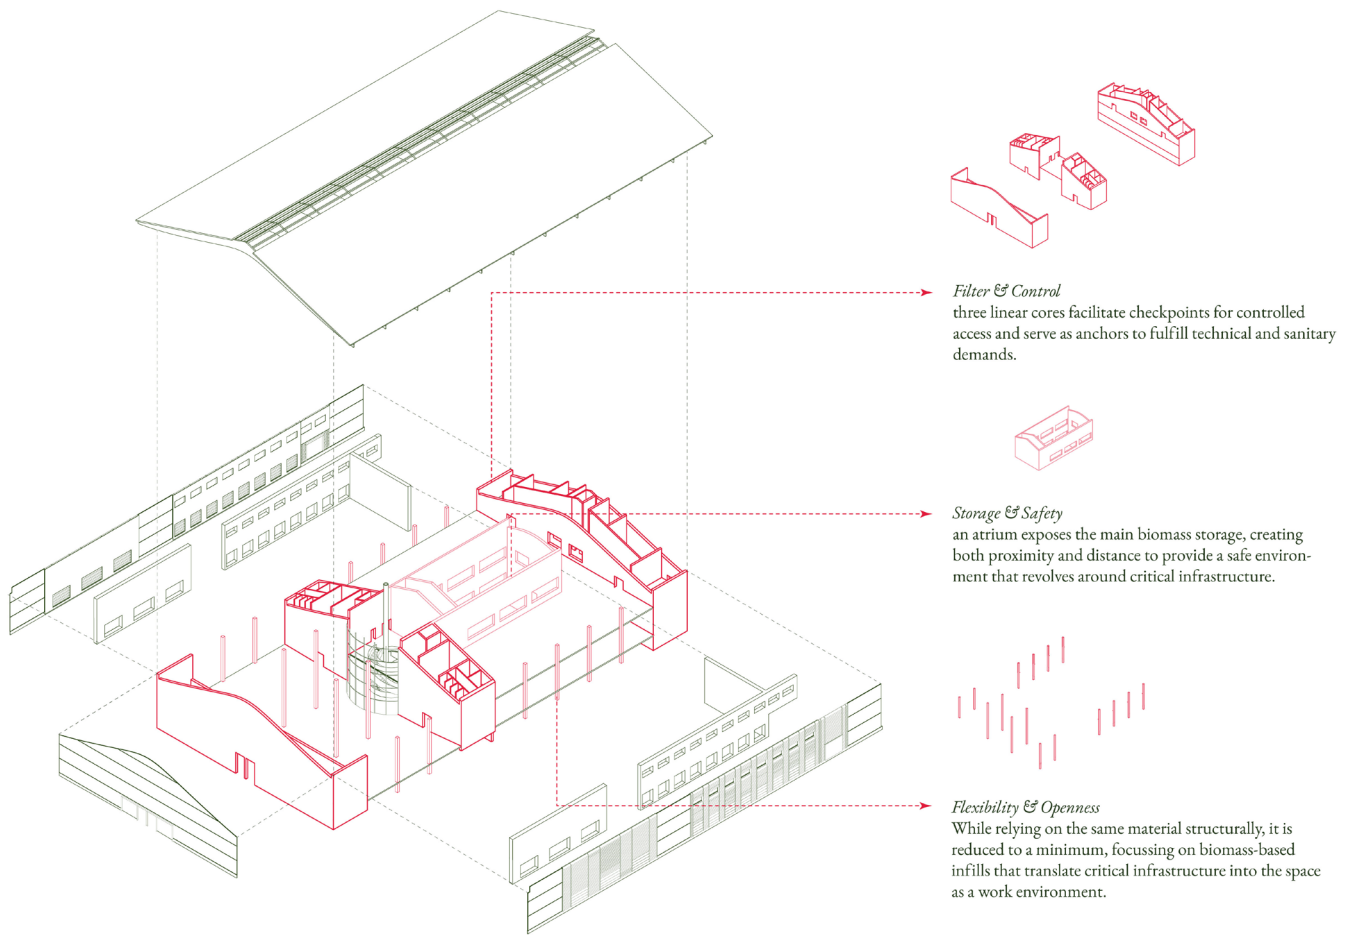 Filter & Control
three linear cores facilitate checkpoints for controlled
access and serve as anchors to fulfill technical and sanitary
demands.
Storage & Safety
an atrium exposes the main biomass storage, creating
both proximity and distance to provide a safe environ-
ment that revolves around critical infrastructure.
Flexibility & Openness
While relying on the same material structurally, it is
reduced to a minimum, focussing on biomass-based
infills that translate critical infrastructure into the space
as a work environment.